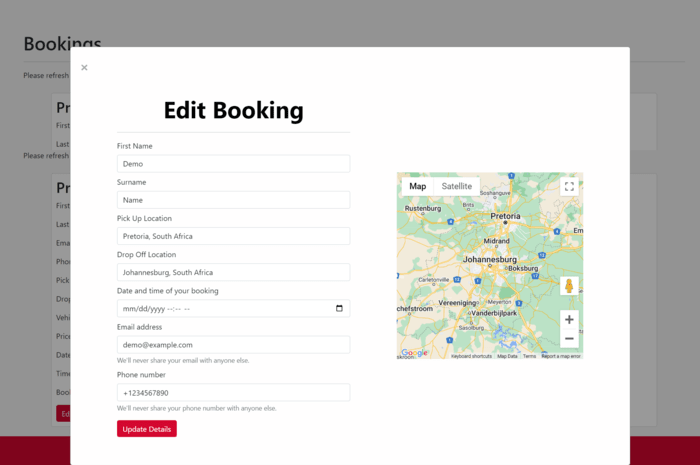 Bookings
Please refresh
Pr
First
Last
Please refresh
Pr
First
Last
Ema
Phon
Pick
Drop
Vehic
Price
Date
Time
Book
Ed
×
Edit Booking
First Name
Demo
Surname
Name
Pick Up Location
Pretoria, South Africa
Drop Off Location
Johannesburg, South Africa
Date and time of your booking
mm/dd/yyyy --:-- --
Email address
demo@example.com
We'll never share your email with anyone else.
Phone number
+1234567890
We'll never share your phone number with anyone else.
Update Details
Map
Satellite
Soshanguve
Brits
Rustenburg
Pretoria
Em
Midrand
Johannesburg
Boksburg
Carletonville
Vereeniging
Meyerton
chefstroom
Vanderbijlpark
Sasolburg
+
−
Google
Keyboard shortcuts
Map Data
Terms
Report a map error